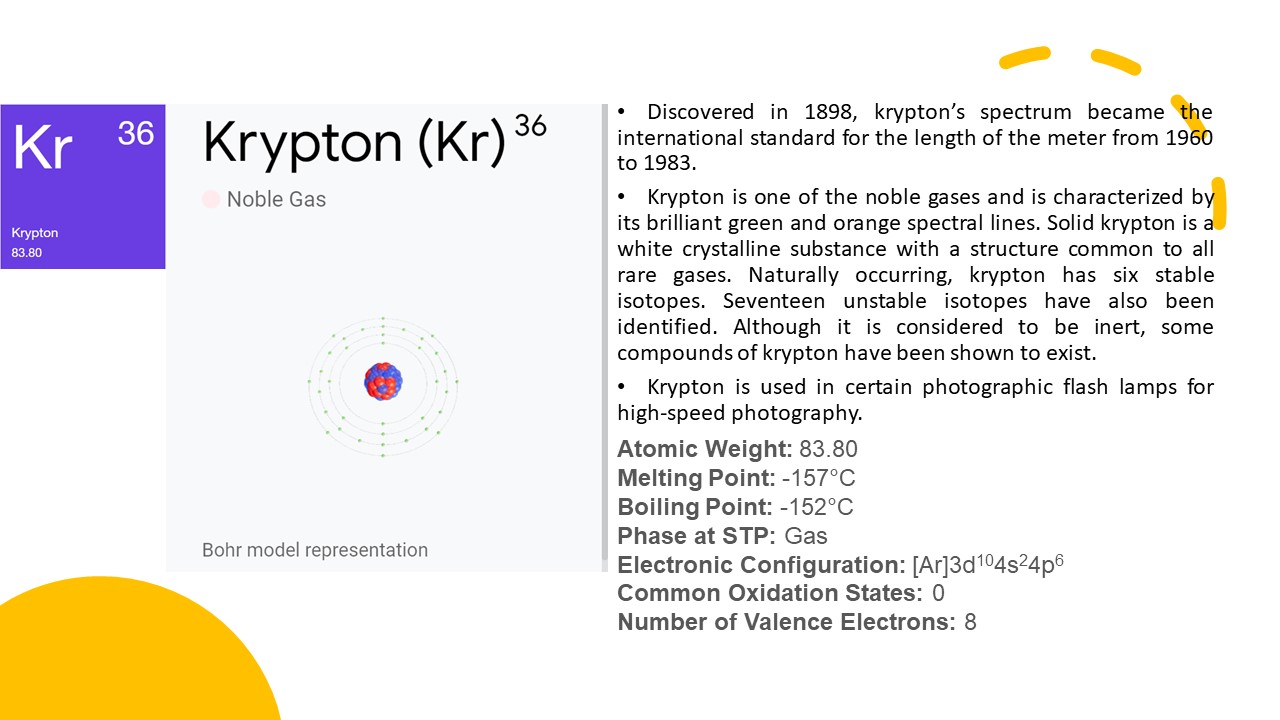 Kr 36
Krypton
83.80
Krypton (Kr)³⁶
Noble Gas
Bohr model representation
• Discovered in 1898, krypton’s spectrum became the
international standard for the length of the meter from 1960
to 1983.
• Krypton is one of the noble gases and is characterized by
its brilliant green and orange spectral lines. Solid krypton is a
white crystalline substance with a structure common to all
rare gases. Naturally occurring, krypton has six stable
isotopes. Seventeen unstable isotopes have also been
identified. Although it is considered to be inert, some
compounds of krypton have been shown to exist.
• Krypton is used in certain photographic flash lamps for
high-speed photography.
Atomic Weight: 83.80
Melting Point: -157°C
Boiling Point: -152°C
Phase at STP: Gas
Electronic Configuration: [Ar]3d¹⁰4s²4p⁶
Common Oxidation States: 0
Number of Valence Electrons: 8